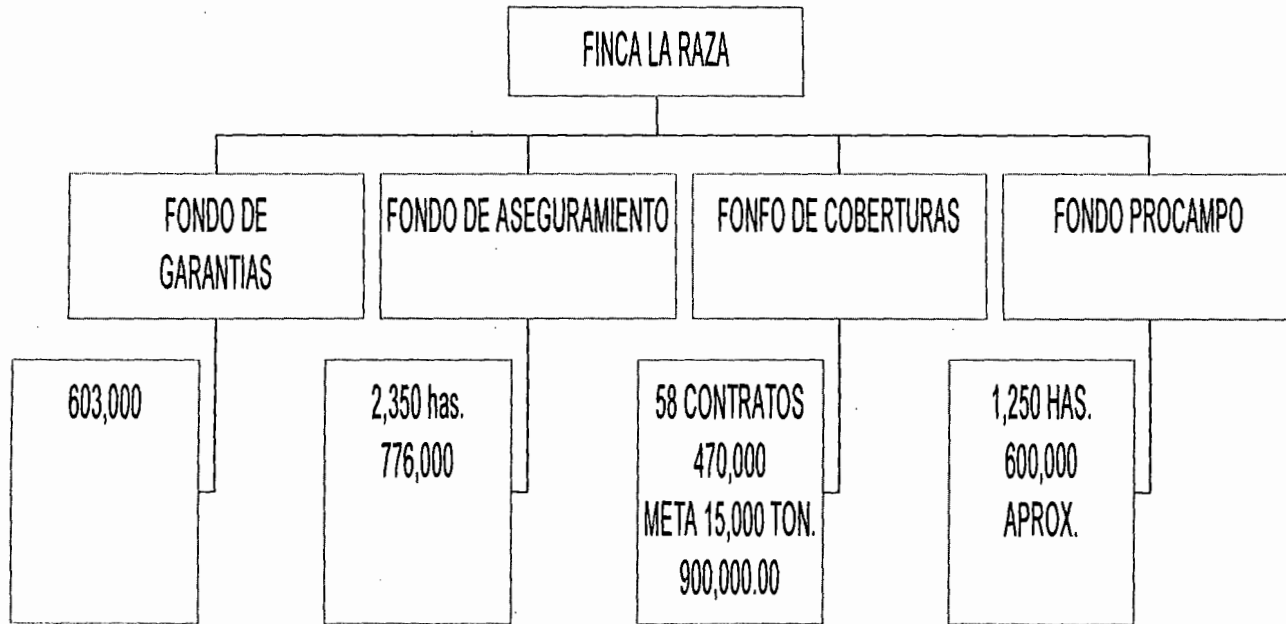 FINCA LA RAZA
FONDO DE
GARANTIAS
FONDO DE ASEGURAMIENTO
FONFO DE COBERTURAS
FONDO PROCAMPO
603,000
2,350 has.
776,000
58 CONTRATOS
470,000
META 15,000 TON.
900,000.00
1,250 HAS.
600,000
APROX.